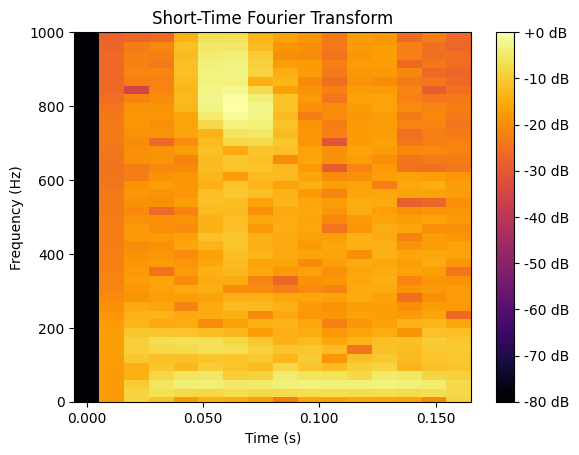 Short-Time Fourier Transform
1000
800
600
400
200
0
Frequency (Hz)
0.000
0.050
0.100
0.150
Time (s)
+0 dB
-10 dB
-20 dB
-30 dB
-40 dB
-50 dB
-60 dB
-70 dB
-80 dB